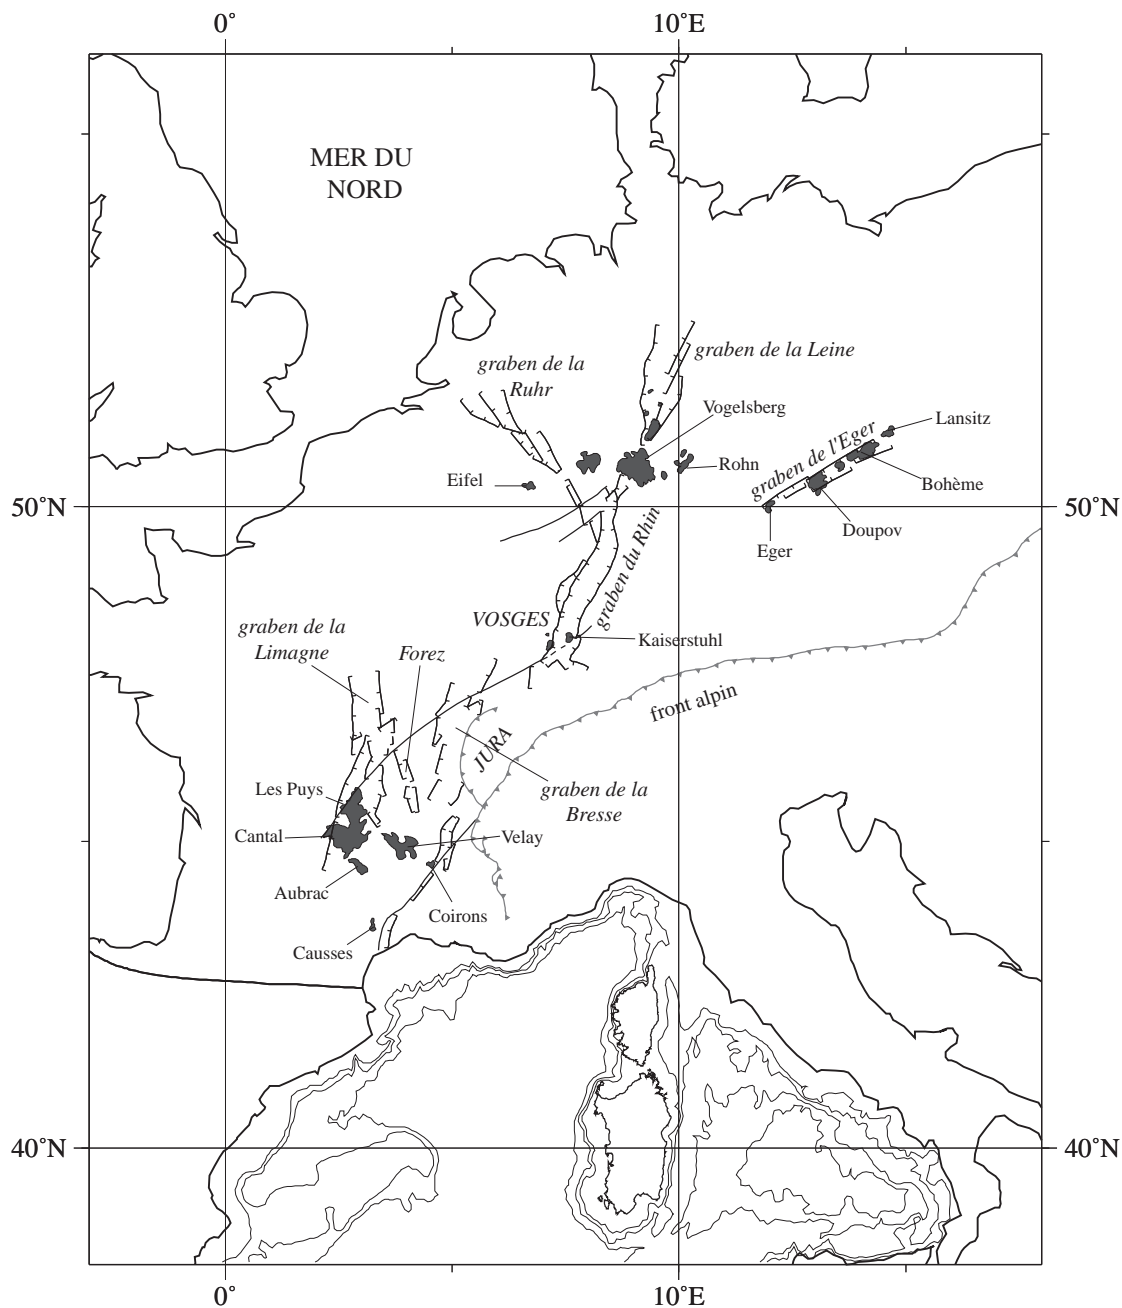 0°
10°E
MER DU
NORD
graben de la
Ruhr
graben de la Leine
Vogelsberg
Lansitz
graben de l'Eger
Eifel
Rohn
Bohème
50°N
50°N
Doupov
Eger
graben du Rhin
VOSGES
Kaiserstuhl
graben de la
Limagne
Forez
front alpin
JURA
Les Puys
graben de la
Bresse
Cantal
Velay
Aubrac
Coirons
Causses
40°N
40°N
0°
10°E